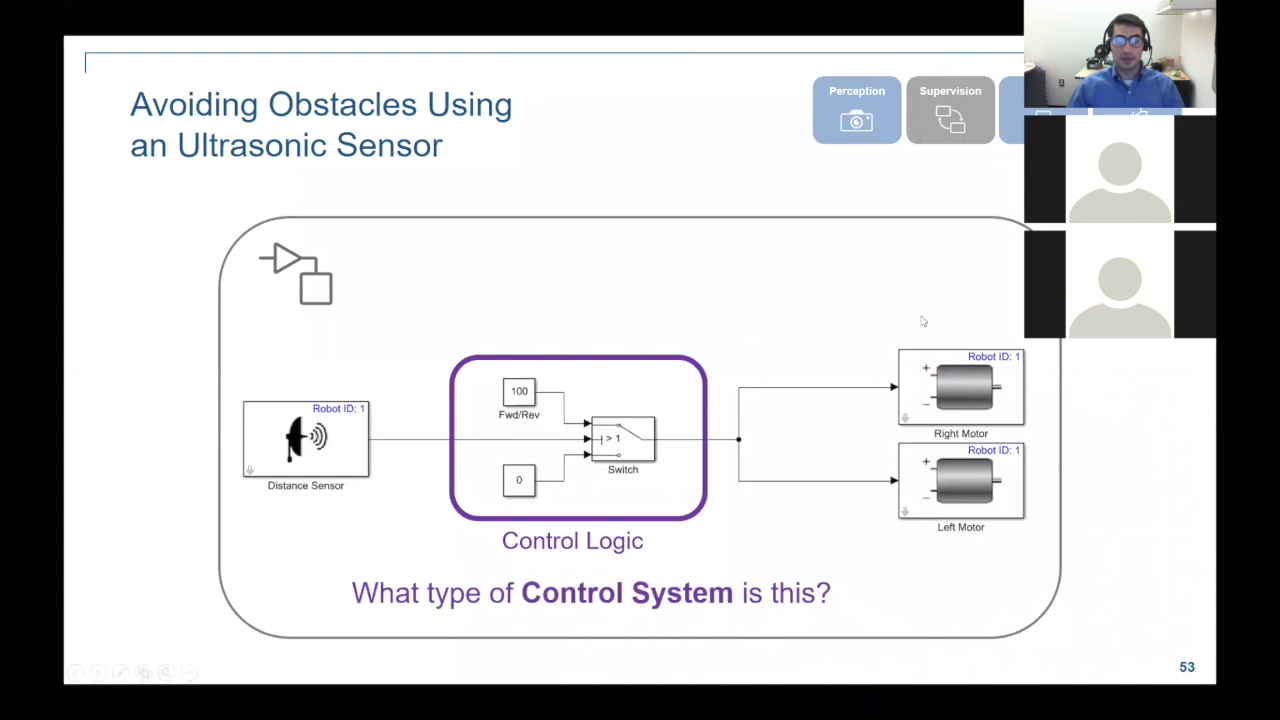 Avoiding Obstacles Using
an Ultrasonic Sensor
Perception
Supervision
Robot ID: 1
Distance Sensor
100
Fwd/Rev
> 1
Switch
0
Control Logic
Robot ID: 1
Right Motor
Robot ID: 1
Left Motor
What type of Control System is this?
53